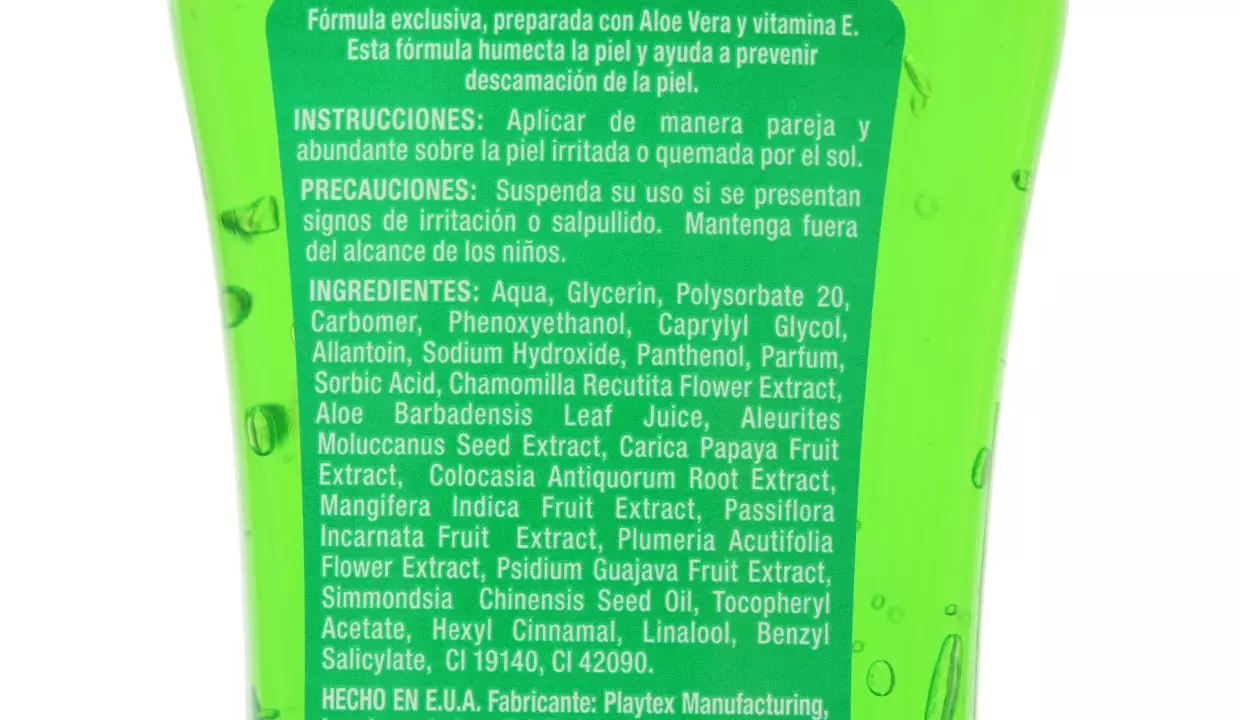 Fórmula exclusiva, preparada con Aloe Vera y vitamina E.
Esta fórmula humecta la piel y ayuda a prevenir
descamación de la piel.
INSTRUCCIONES: Aplicar de manera pareja y
abundante sobre la piel irritada o quemada por el sol.
PRECAUCIONES: Suspenda su uso si se presentan
signos de irritación o salpullido. Mantenga fuera
del alcance de los niños.
INGREDIENTES: Aqua, Glycerin, Polysorbate 20,
Carbomer, Phenoxyethanol, Caprylyl Glycol,
Allantoin, Sodium Hydroxide, Panthenol, Parfum,
Sorbic Acid, Chamomilla Recutita Flower Extract,
Aloe Barbadensis Leaf Juice, Aleurites
Moluccanus Seed Extract, Carica Papaya Fruit
Extract, Colocasia Antiquorum Root Extract,
Mangifera Indica Fruit Extract, Passiflora
Incarnata Fruit Extract, Plumeria Acutifolia
Flower Extract, Psidium Guajava Fruit Extract,
Simmondsia Chinensis Seed Oil, Tocopheryl
Acetate, Hexyl Cinnamal, Linalool, Benzyl
Salicylate, CI 19140, CI 42090.
HECHO EN E.U.A. Fabricante: Playtex Manufacturing,